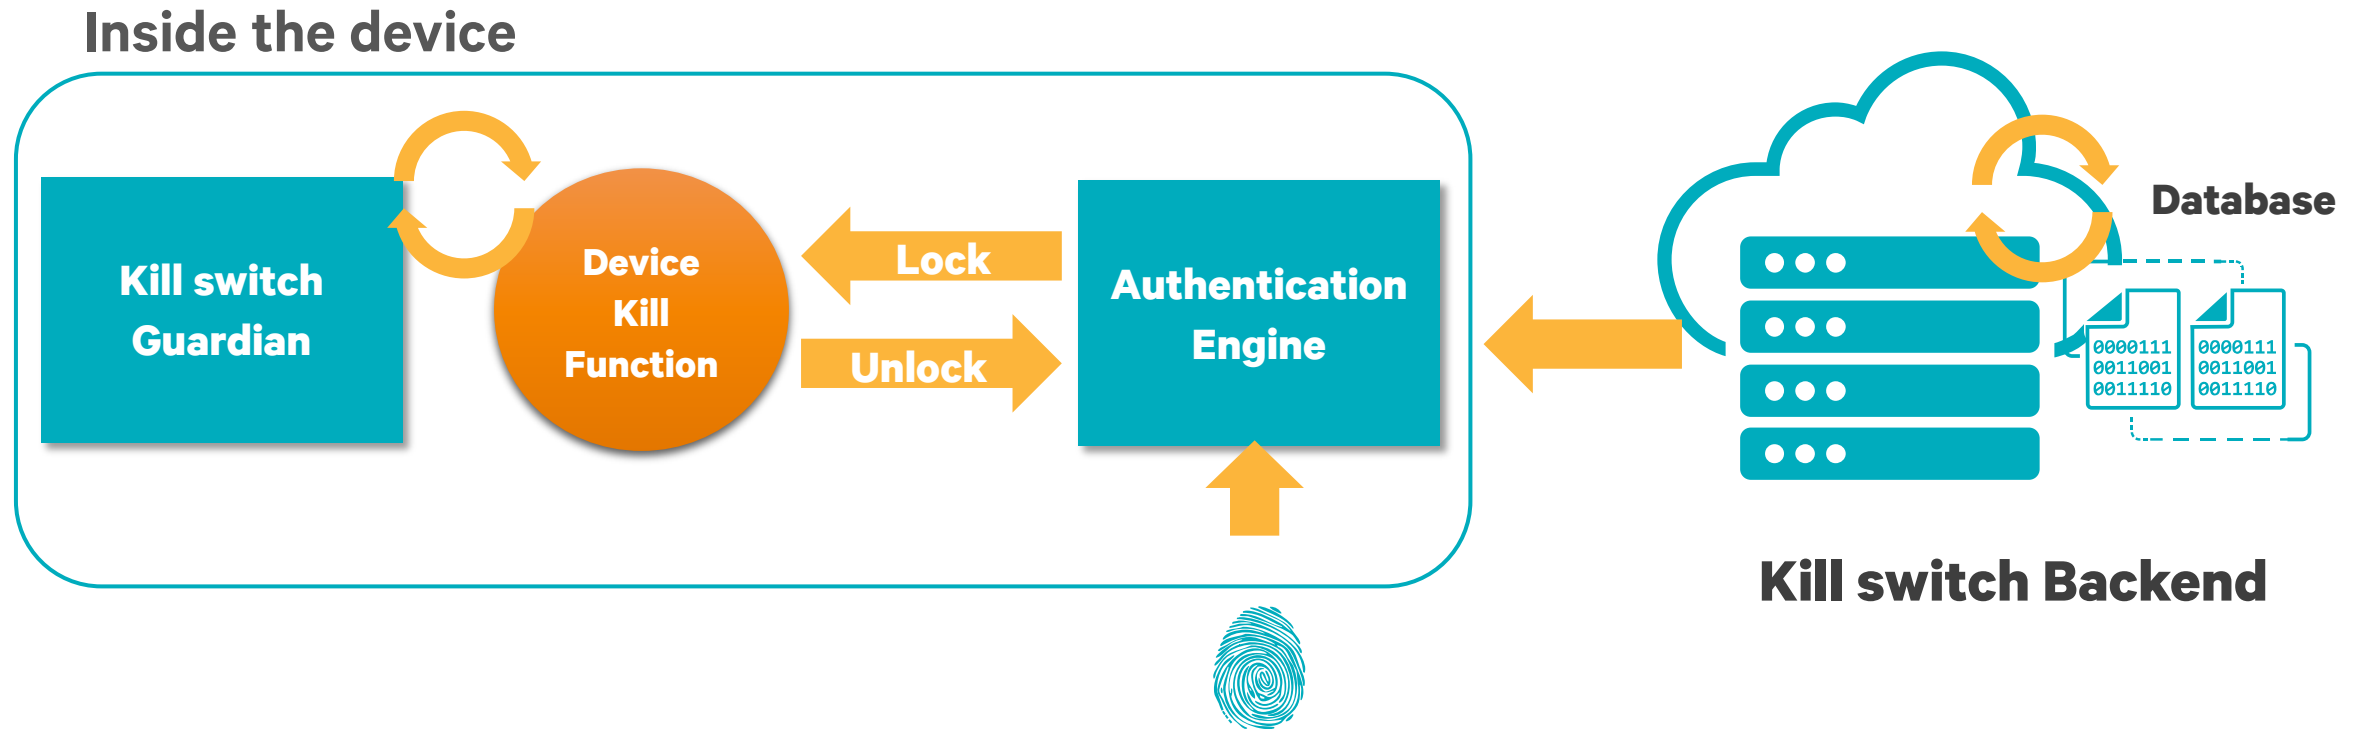 Inside the device
Kill switch
Guardian
Device
Kill
Function
Lock
Unlock
Authentication
Engine
Database
0000111
0011001
0011110
0000111
0011001
0011110
Kill switch Backend